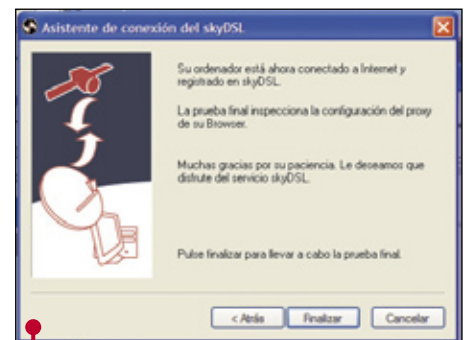 Asistente de conexión del skyDSL
Su ordenador está ahora conectado a Internet y
registrado en skyDSL.
La prueba final inspecciona la configuración del proxy
de su Browser.
Muchas gracias por su paciencia. Le deseamos que
disfrute del servicio skyDSL.
Pulse finalizar para llevar a cabo la prueba final.
< Atrás
Finalizar
Cancelar